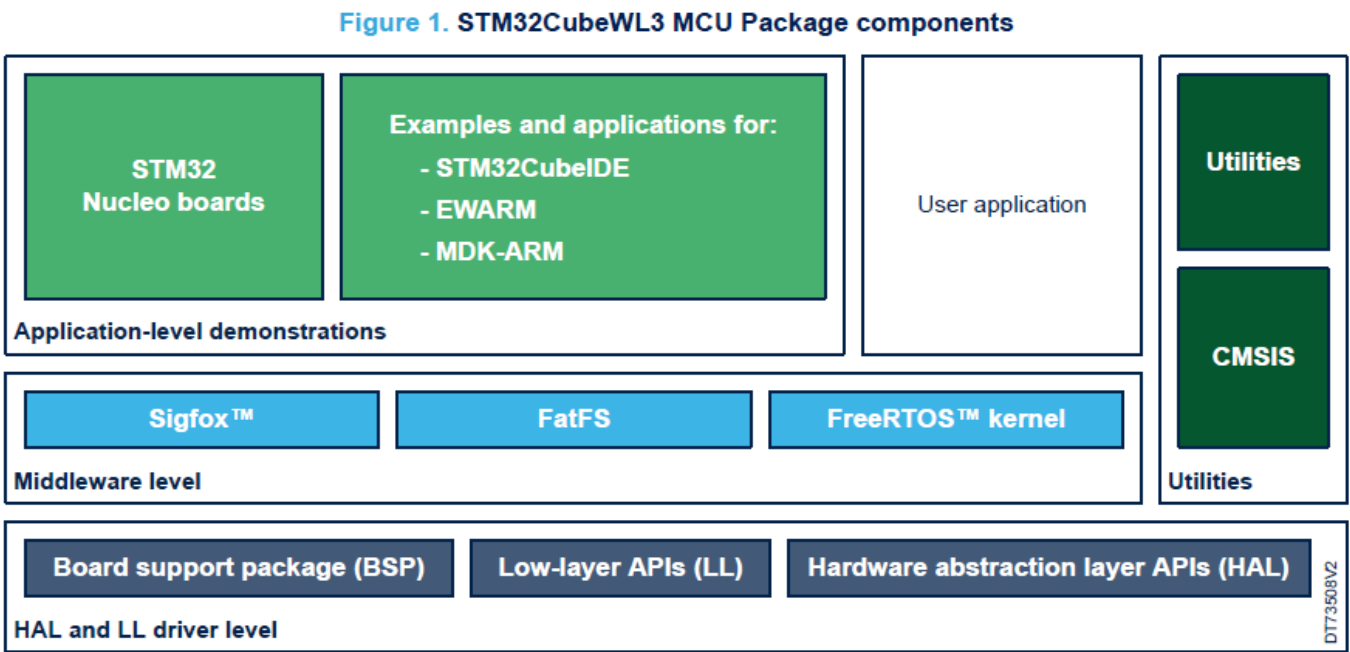 Figure 1. STM32CubeWL3 MCU Package components
STM32
Nucleo boards
Examples and applications for:
- STM32CubeIDE
- EWARM
- MDK-ARM
Application-level demonstrations
User application
Utilities
CMSIS
Utilities
Sigfox™
FatFS
FreeRTOS™ kernel
Middleware level
Board support package (BSP)
Low-layer APIs (LL)
Hardware abstraction layer APIs (HAL)
HAL and LL driver level
DT73508V2